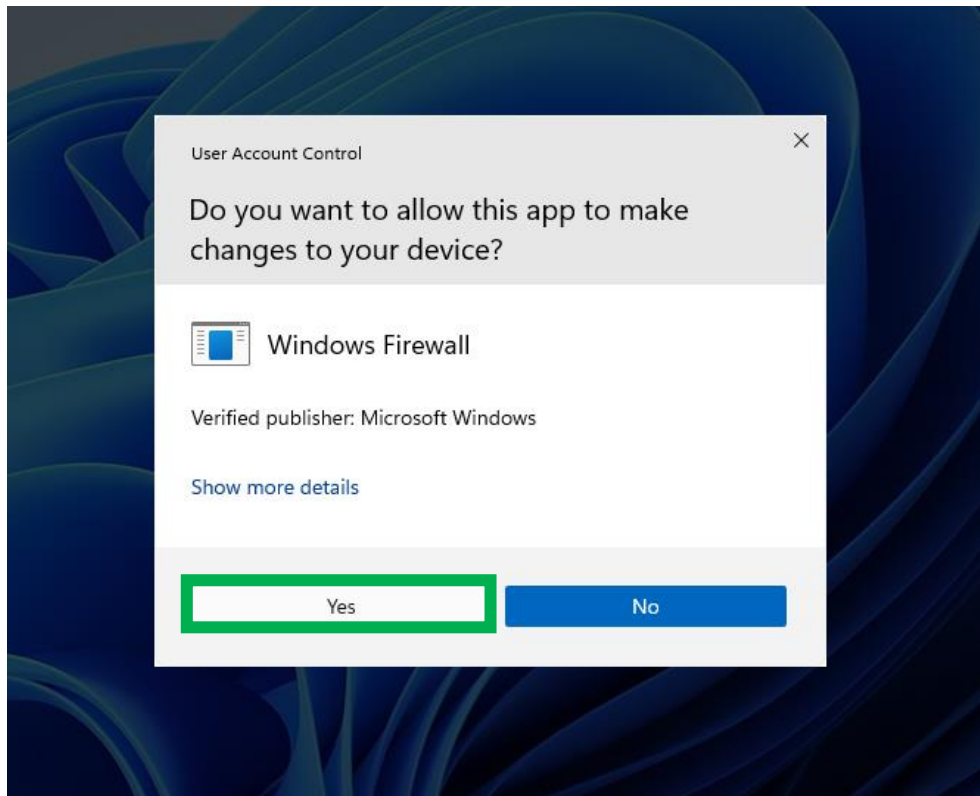 User Account Control
Do you want to allow this app to make
changes to your device?
Windows Firewall
Verified publisher: Microsoft Windows
Show more details
Yes
No